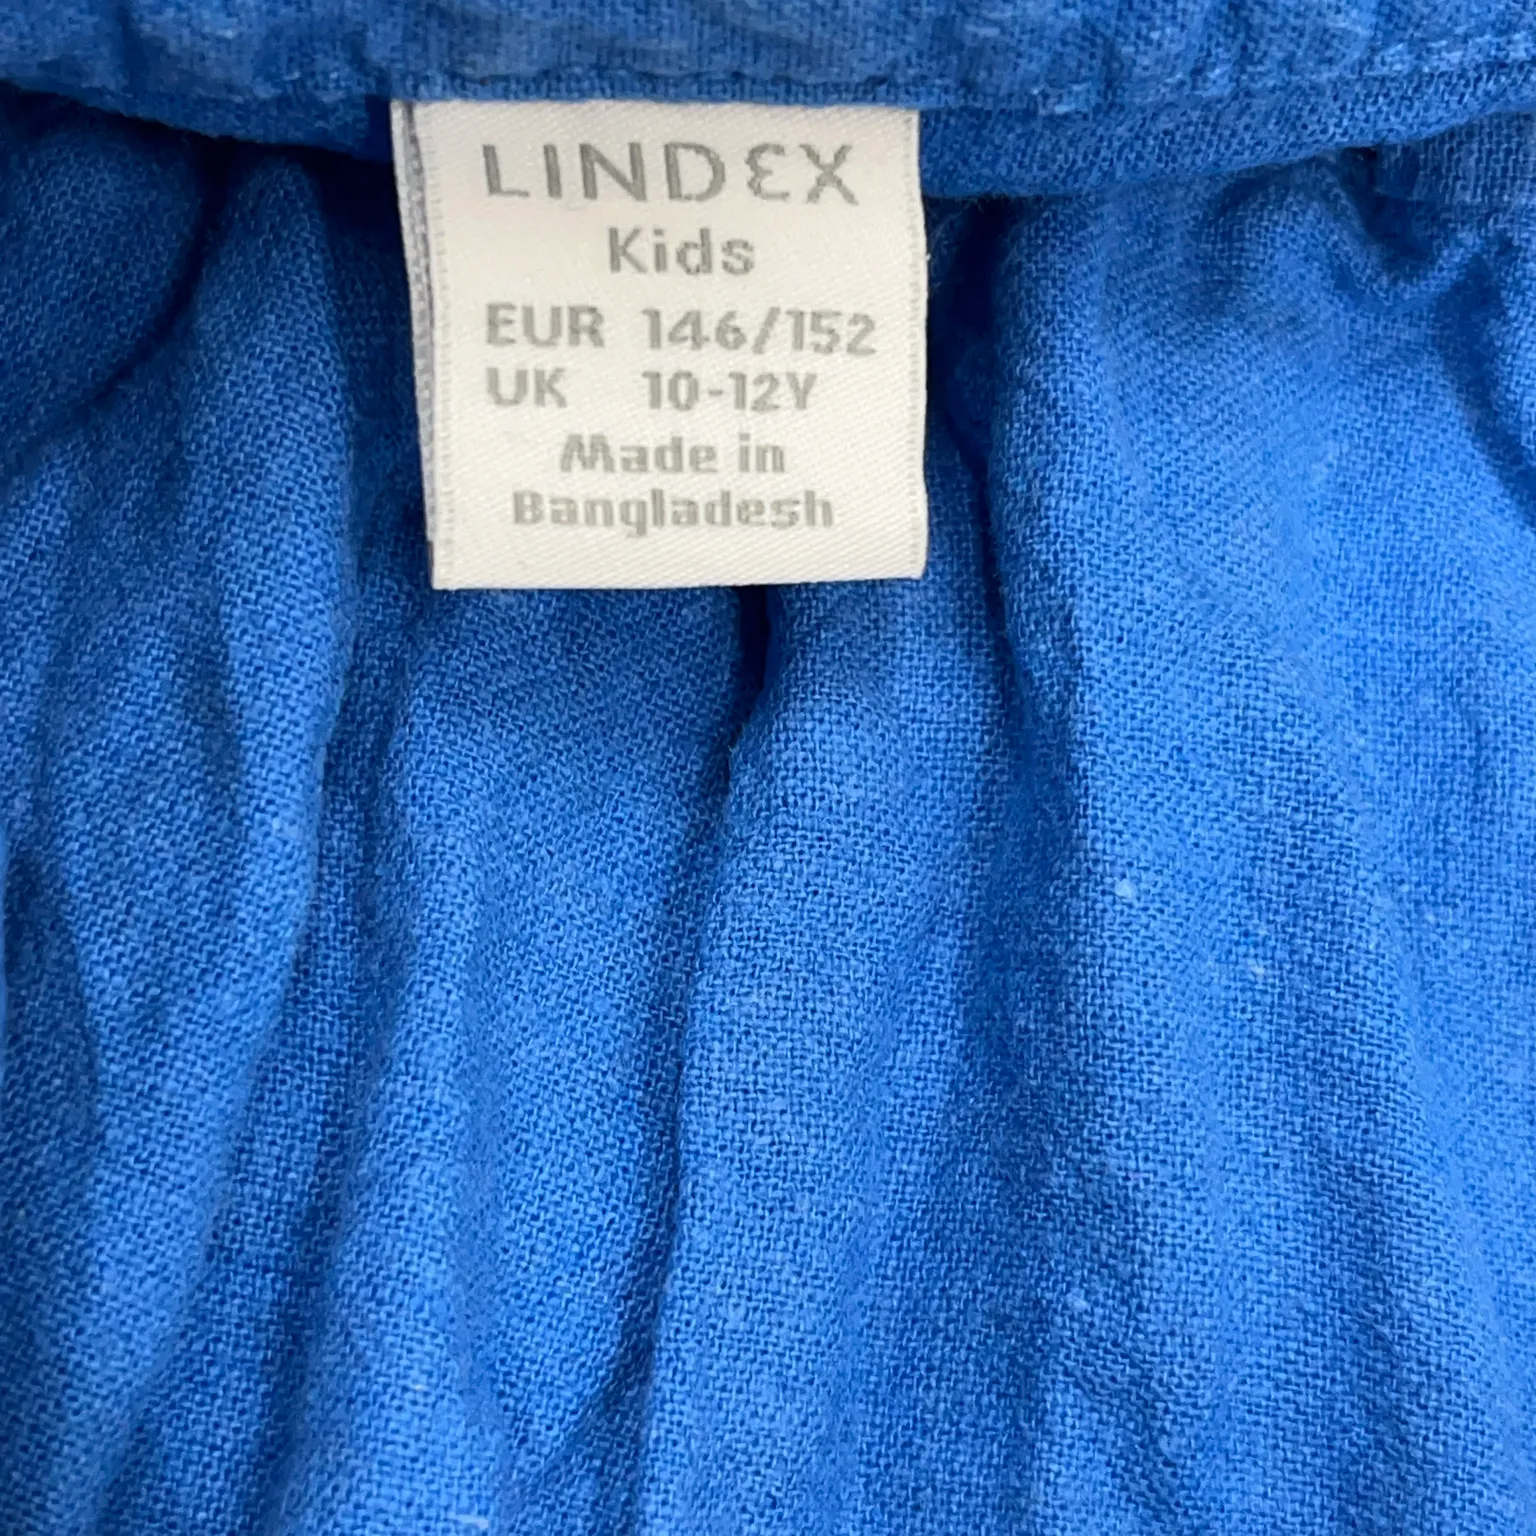 LINDEX
Kids
EUR 146/152
UK 10-12Y
Made in
Bangladesh